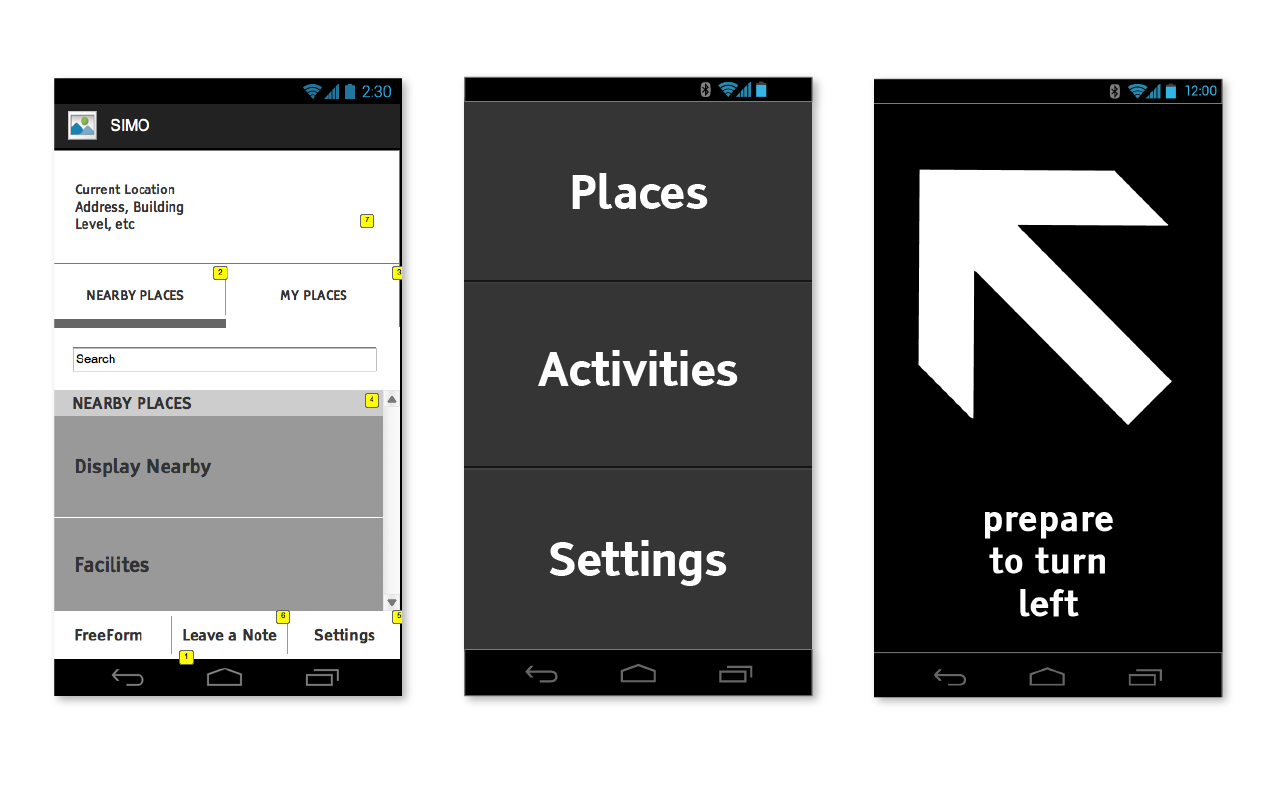 2:30
SIMO
Current Location
Address, Building
Level, etc
7
2
3
NEARBY PLACES
MY PLACES
Search
NEARBY PLACES
4
Display Nearby
Facilites
6
5
FreeForm
Leave a Note
Settings
1
Places
Activities
Settings
12:00
prepare
to turn
left